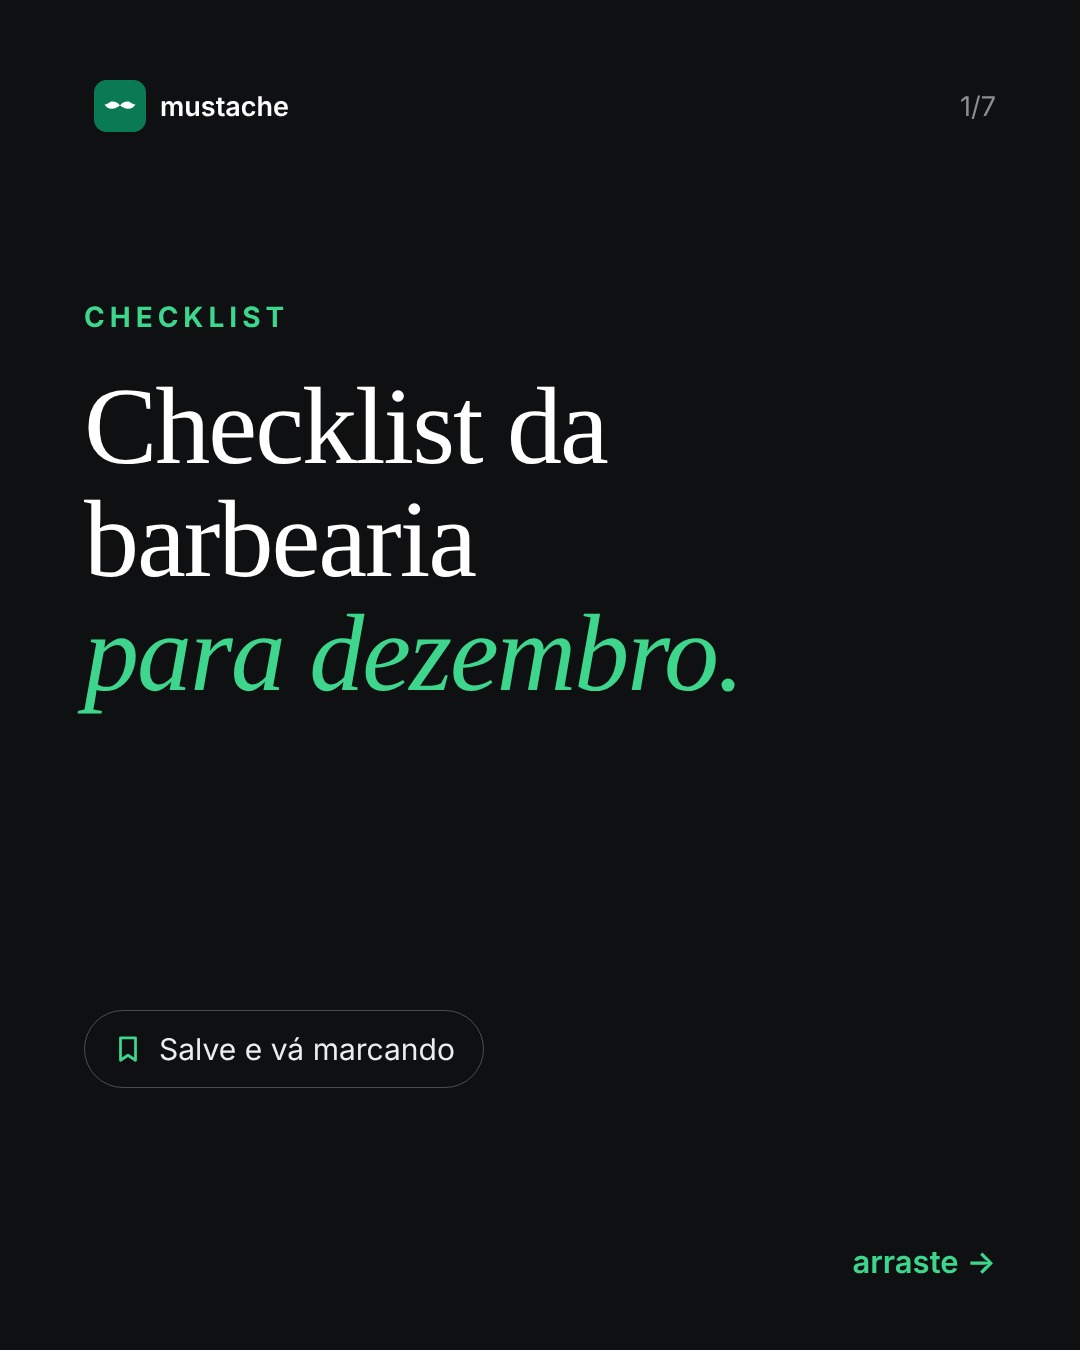 mustache
1/7
CHECKLIST
Checklist da
barbearia
para dezembro.
Salve e vá marcando
arraste →